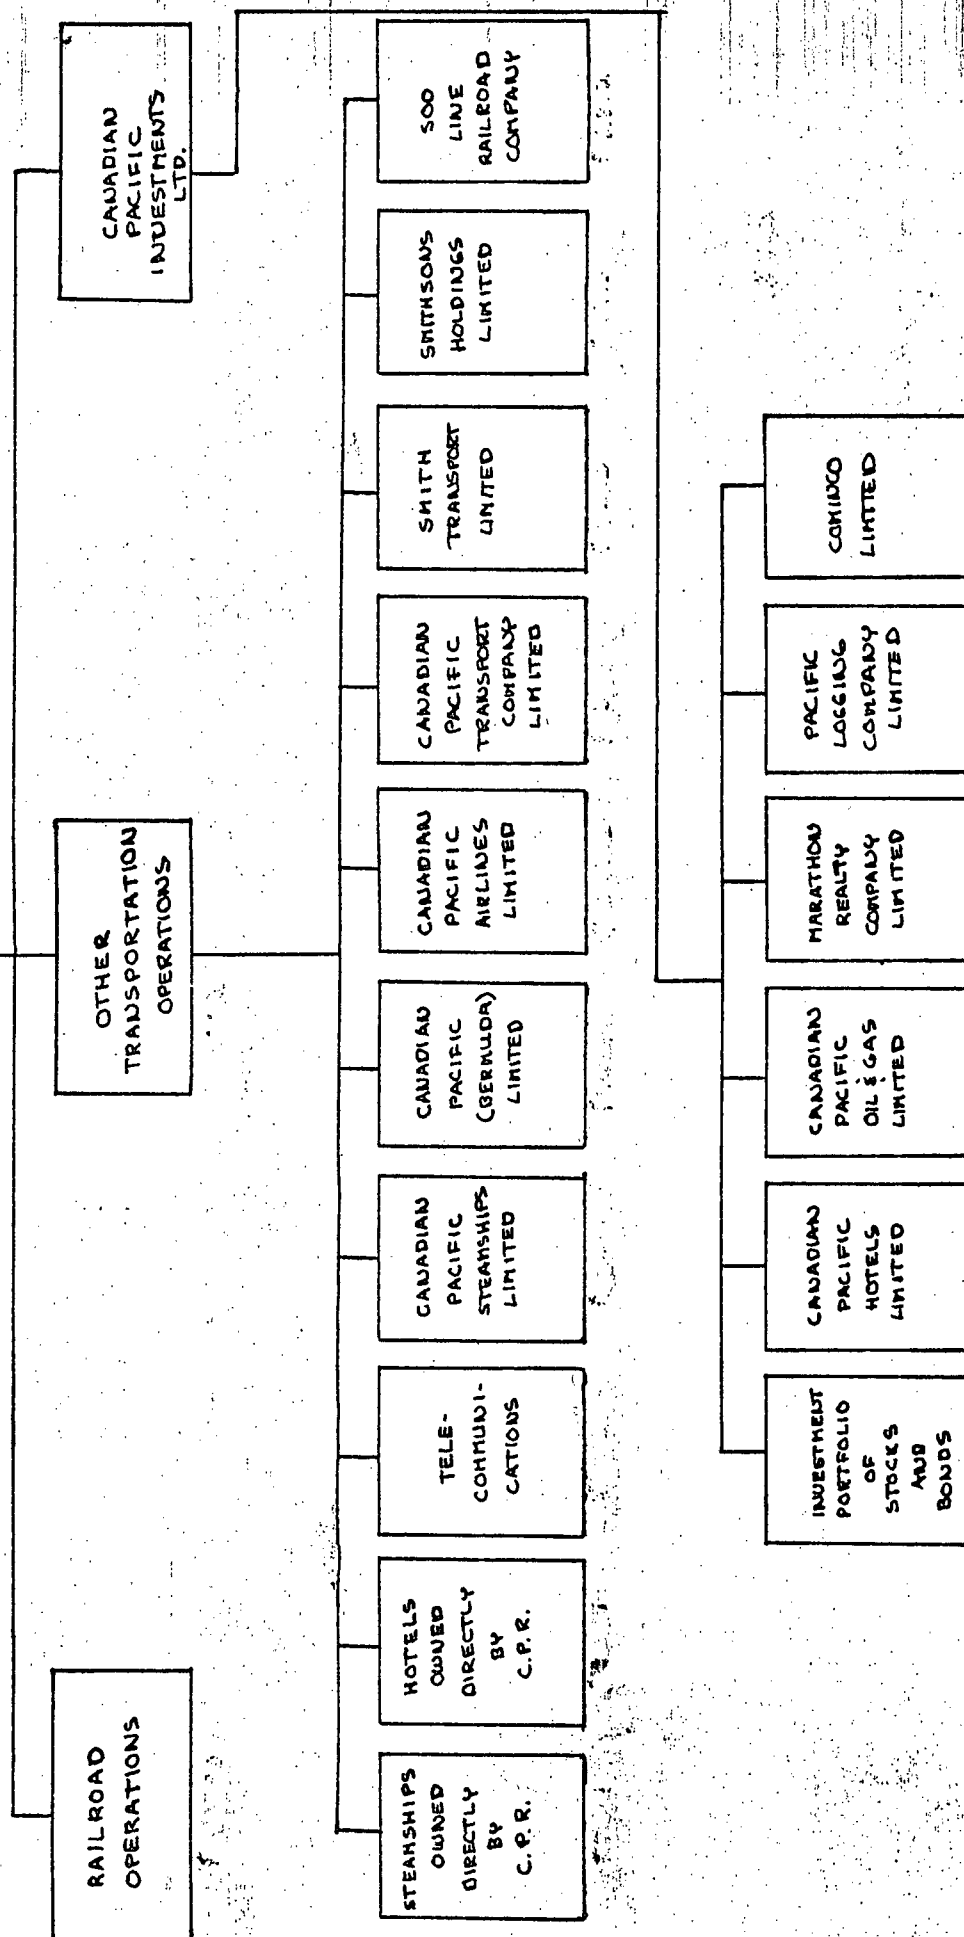 RAILROAD
OPERATIONS
OTHER
TRANSPORTATION
OPERATIONS
CANADIAN
PACIFIC
INVESTMENTS
LTD.
STEAMSHIPS
OWNED
DIRECTLY
BY
C.P.R.
HOTELS
OWNED
DIRECTLY
BY
C.P.R.
TELE-
COMMUNI-
CATIONS
CANADIAN
PACIFIC
STEAMSHIPS
LIMITED
CANADIAN
PACIFIC
(BERMUDA)
LIMITED
CANADIAN
PACIFIC
AIRLINES
LIMITED
CANADIAN
PACIFIC
TRANSPORT
COMPANY
LIMITED
SMITH
TRANSPORT
LIMITED
SMITHSONS
HOLDINGS
LIMITED
SOO
LINE
RAILROAD
COMPANY
INVESTMENT
PORTFOLIO
OF
STOCKS
AND
BONDS
CANADIAN
PACIFIC
HOTELS
LIMITED
CANADIAN
PACIFIC
OIL & GAS
LIMITED
MARATHON
REALTY
COMPANY
LIMITED
PACIFIC
LOGGING
COMPANY
LIMITED
COMINCO
LIMITED